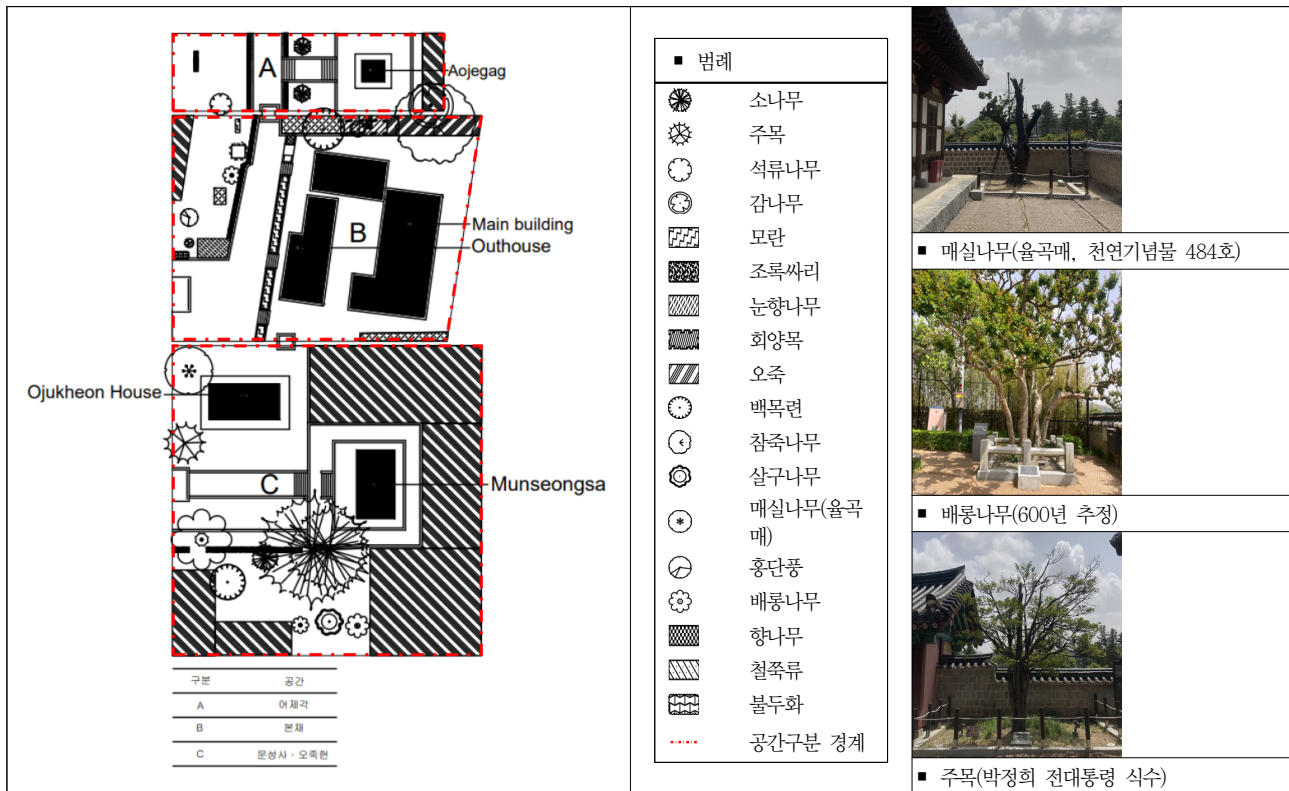 A
Aojegag
B
Main building
Outhouse
Ojukheon House
C
Munseongsa
구분 공간
A 어제각
B 본채
C 문성사 · 오죽헌
■ 범례
소나무
주목
석류나무
감나무
모란
조록싸리
눈향나무
회양목
오죽
백목련
참죽나무
살구나무
매실나무(율곡
매)
홍단풍
배롱나무
향나무
철쭉류
불두화
공간구분 경계
■ 매실나무(율곡매, 천연기념물 484호)
■ 배롱나무(600년 추정)
■ 주목(박정희 전대통령 식수)